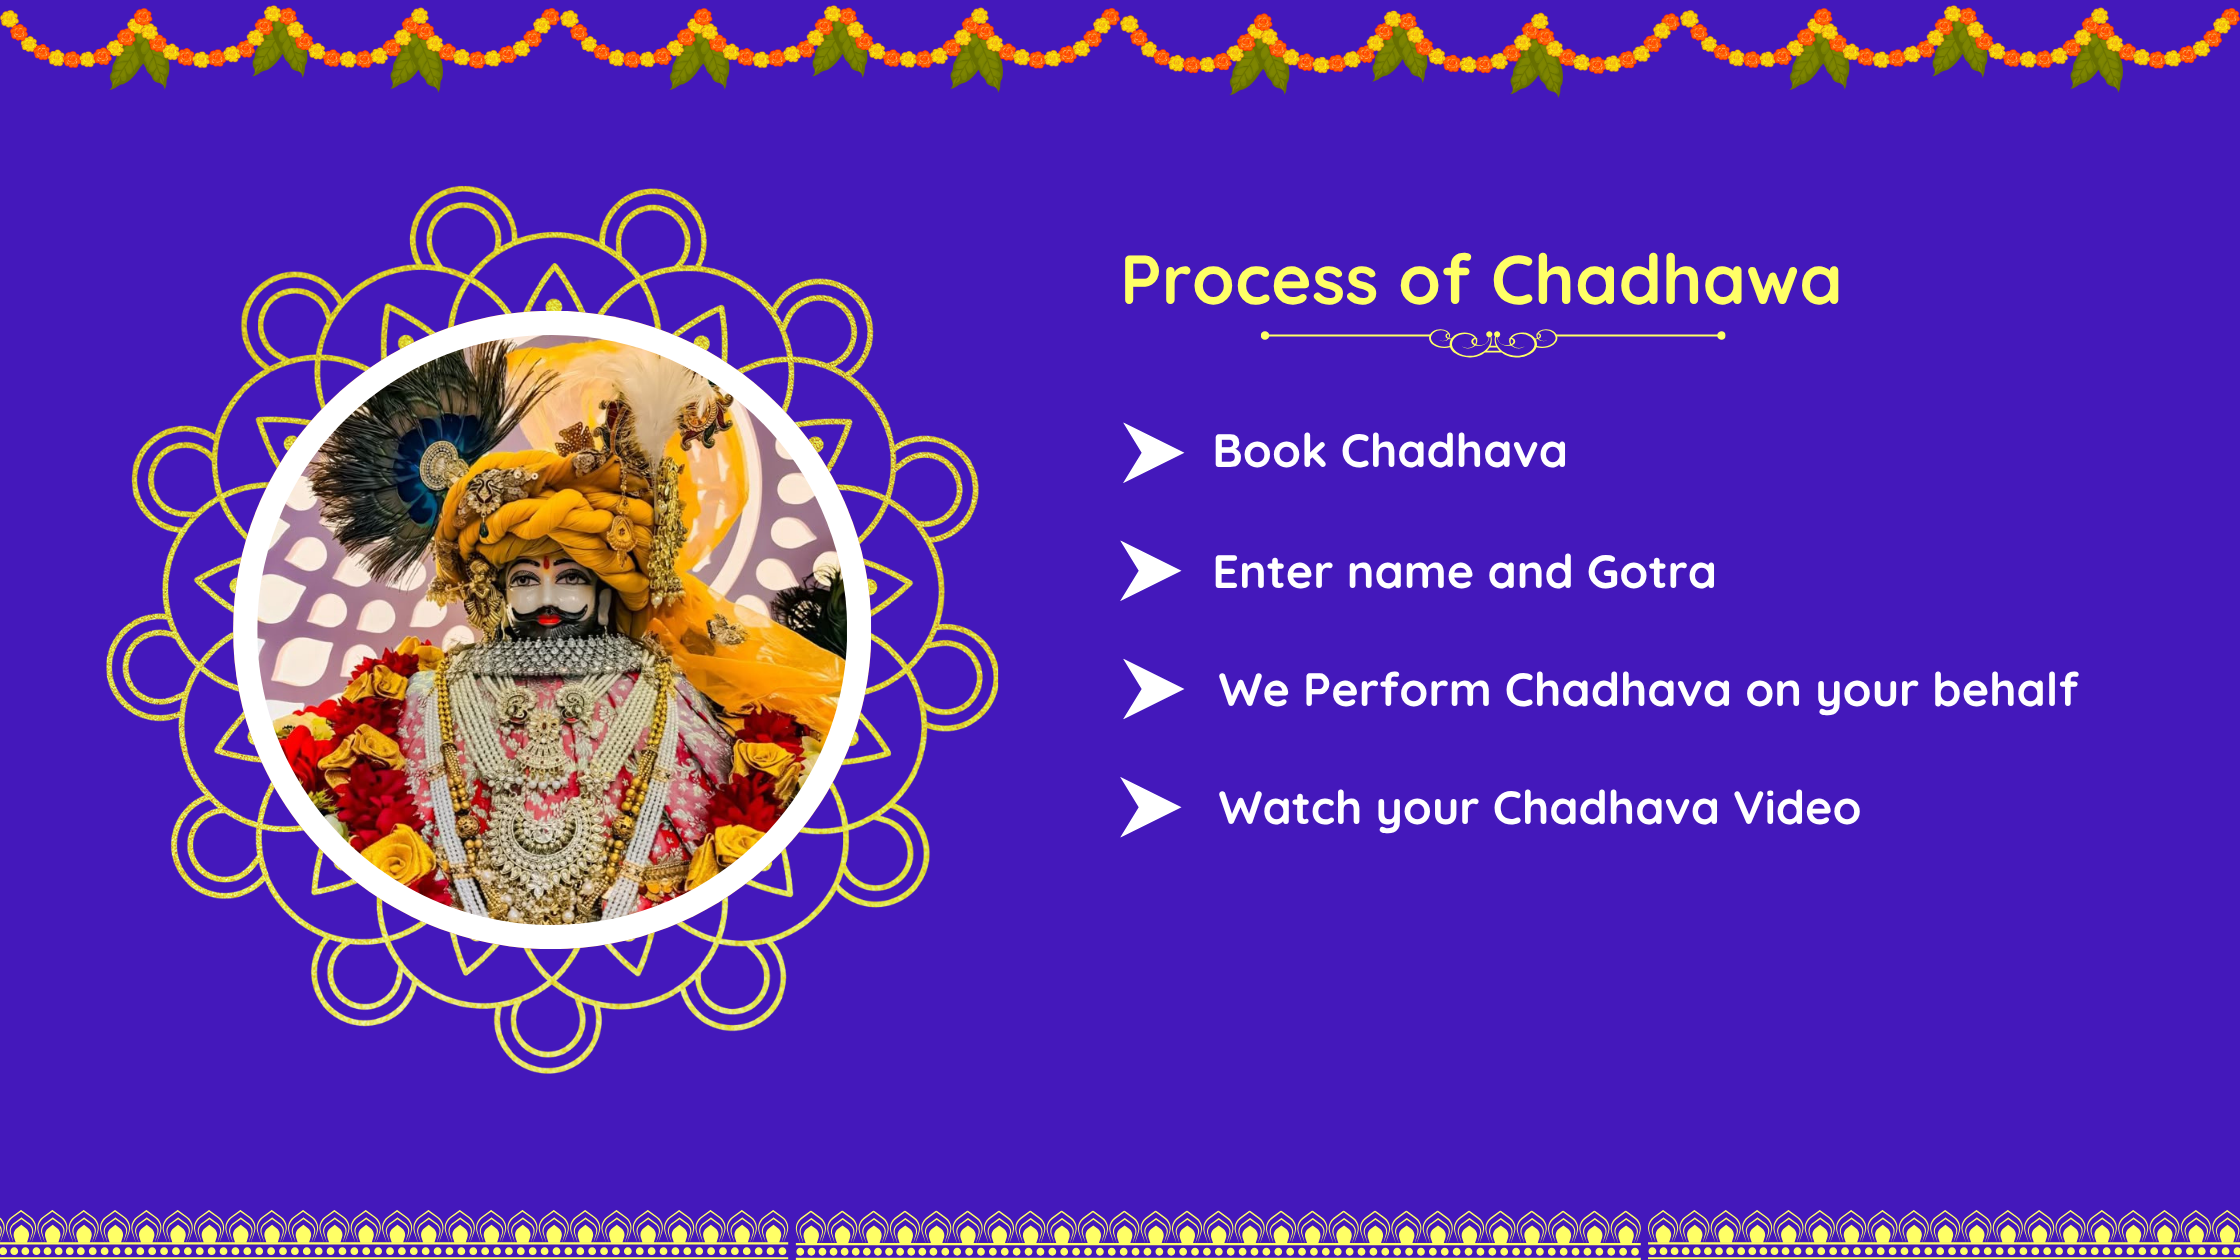 Process of Chadhawa
Book Chadhava
Enter name and Gotra
We Perform Chadhava on your behalf
Watch your Chadhava Video